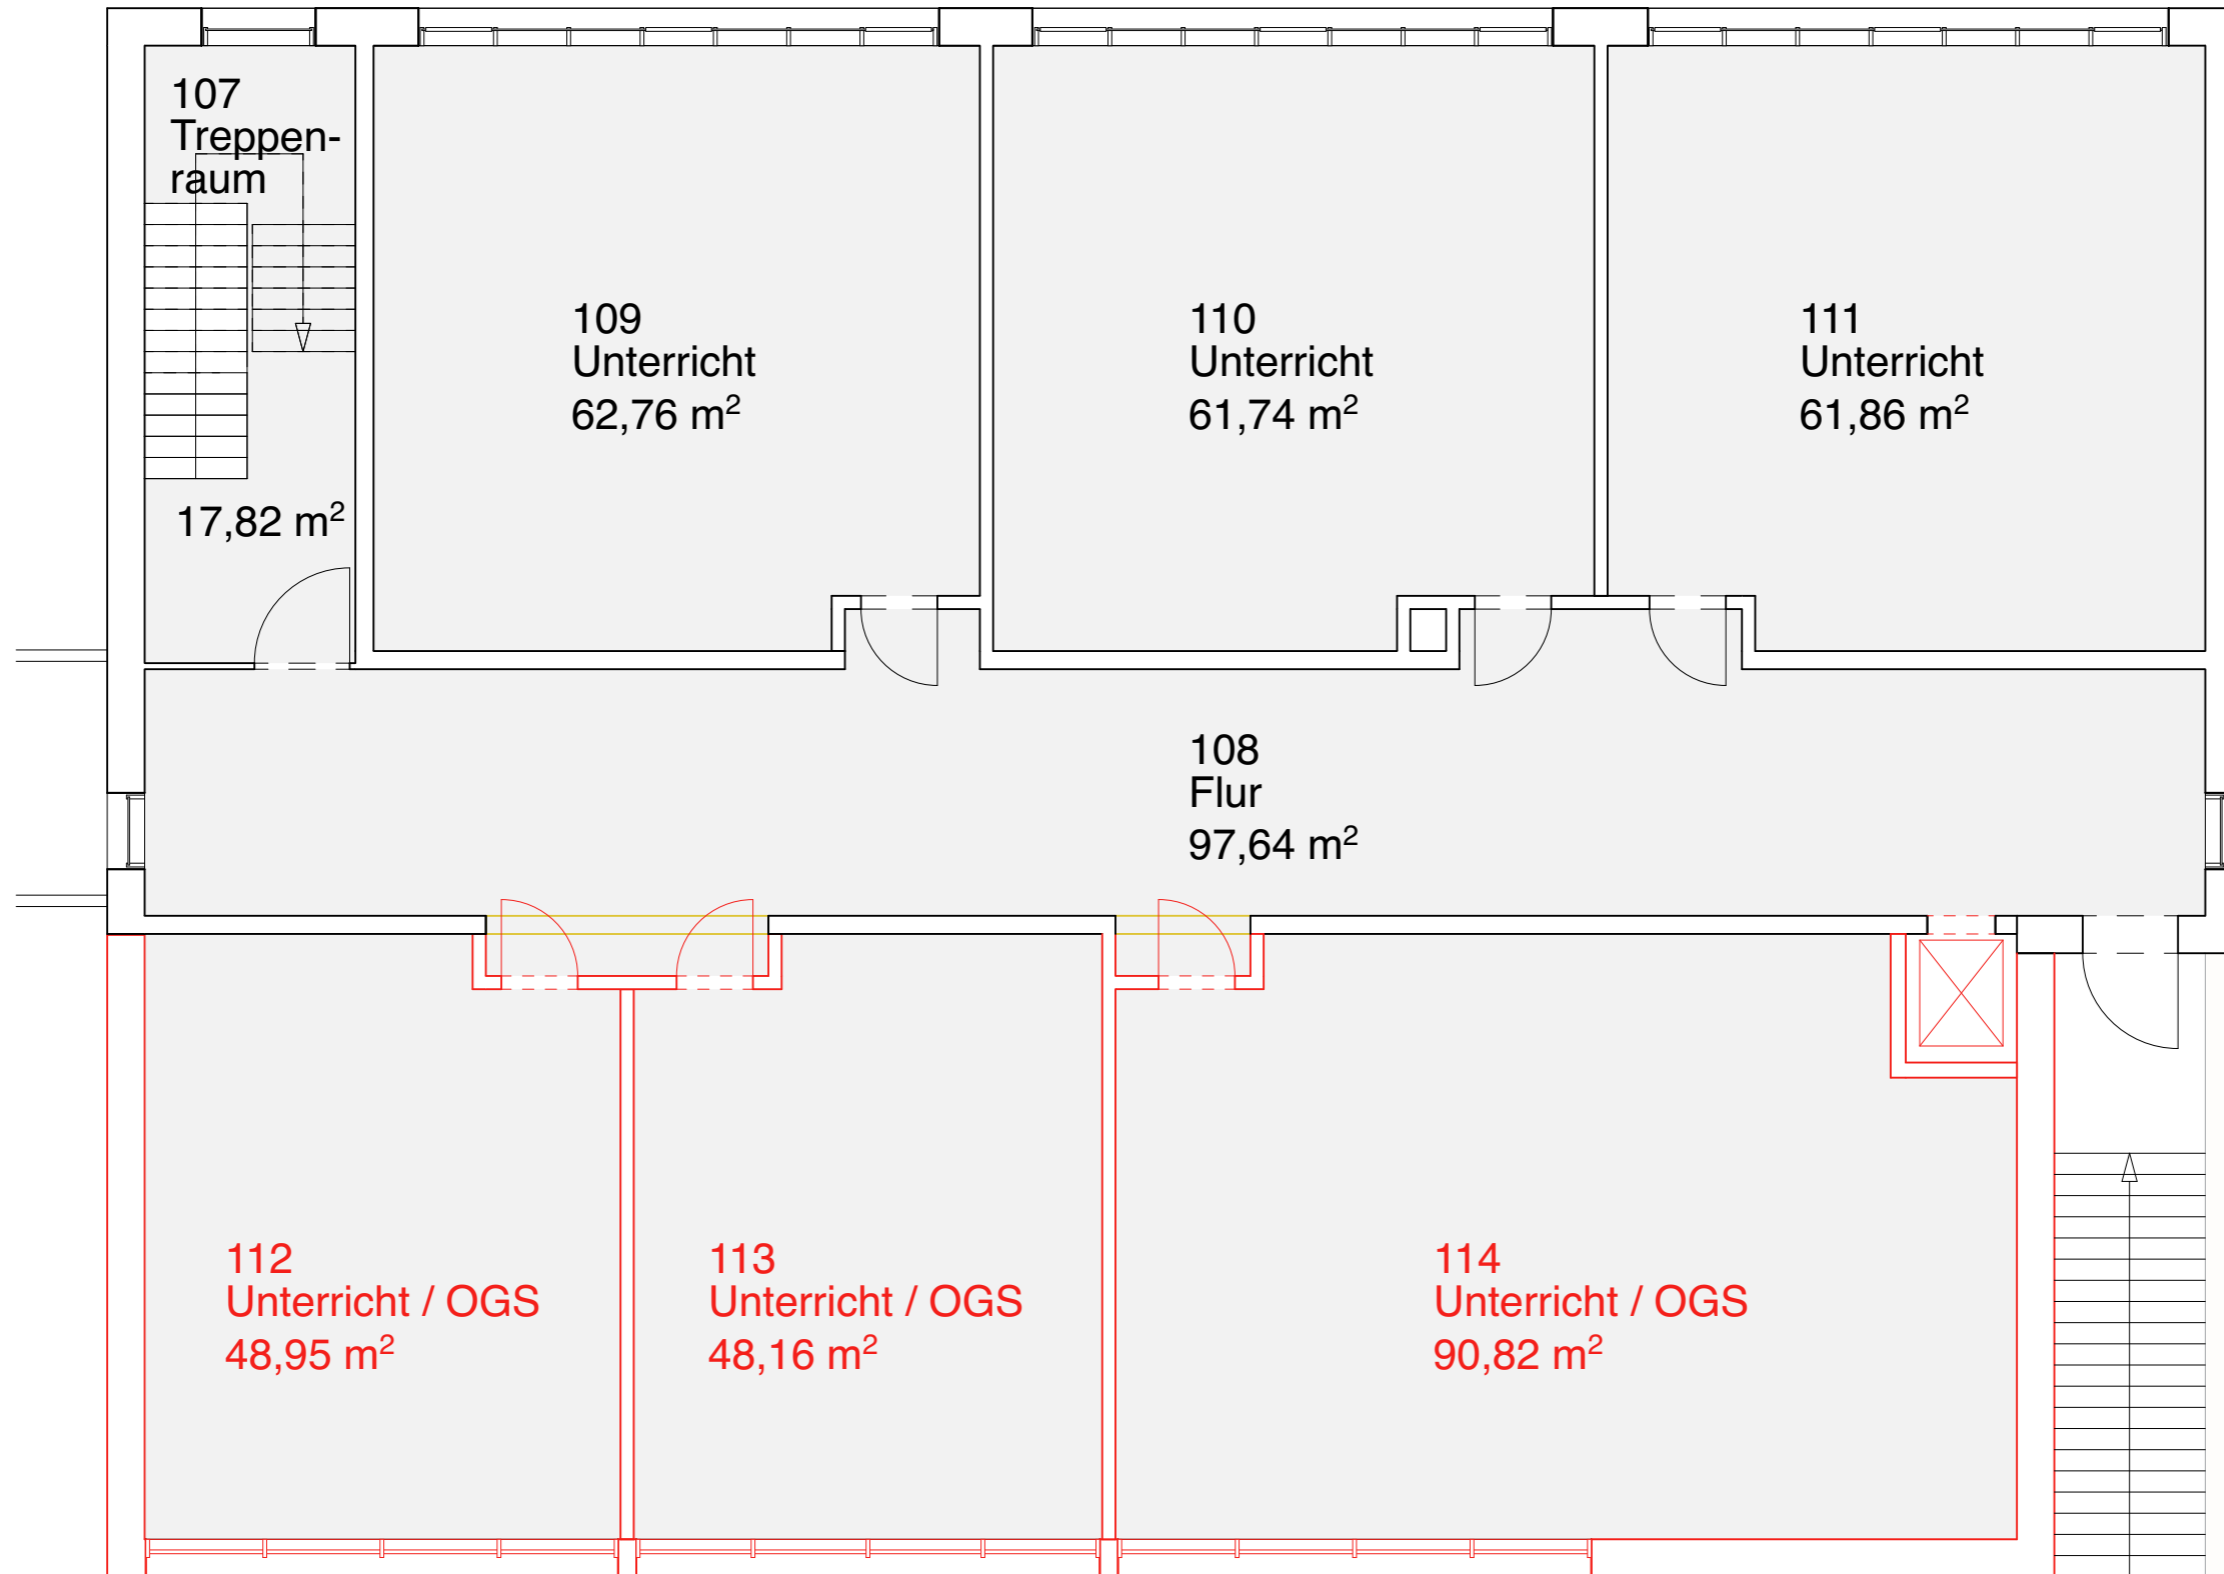 107
Treppen-
raum
17,82 m²
109
Unterricht
62,76 m²
110
Unterricht
61,74 m²
111
Unterricht
61,86 m²
108
Flur
97,64 m²
112
Unterricht / OGS
48,95 m²
113
Unterricht / OGS
48,16 m²
114
Unterricht / OGS
90,82 m²